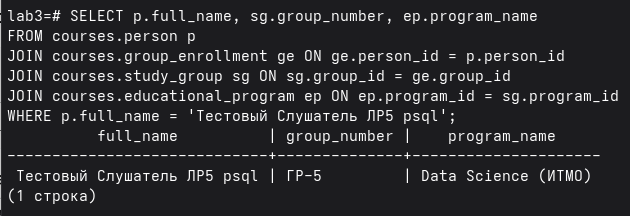 lab3=# SELECT p.full_name, sg.group_number, ep.program_name
FROM courses.person p
JOIN courses.group_enrollment ge ON ge.person_id = p.person_id
JOIN courses.study_group sg ON sg.group_id = ge.group_id
JOIN courses.educational_program ep ON ep.program_id = sg.program_id
WHERE p.full_name = 'Тестовый Слушатель ЛР5 psql';
          full_name          | group_number |    program_name
-----------------------------+--------------+---------------------
 Тестовый Слушатель ЛР5 psql | ГР-5         | Data Science (ИТМО)
(1 строка)